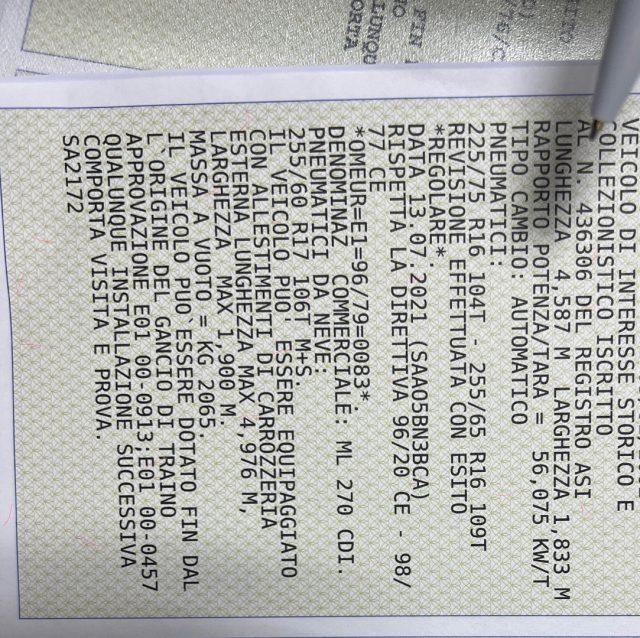 VEICOLO DI INTERESSE STORICO E
COLLEZIONISTICO ISCRITTO
AL N. 436306 DEL REGISTRO ASI
LUNGHEZZA 4,587 M LARGHEZZA 1,833 M
RAPPORTO POTENZA/TARA = 56,075 KW/T
TIPO CAMBIO: AUTOMATICO
PNEUMATICI:
225/75 R16 104T - 255/65 R16 109T
REVISIONE EFFETTUATA CON ESITO
*REGOLARE*.
DATA 13.07.2021 (SAA05BN3BCA)
RISPETTA LA DIRETTIVA 96/20 CE - 98/
77 CE
*OMEUR=E1=96/79=0083*.
DENOMINAZ COMMERCIALE: ML 270 CDI.
PNEUMATICI DA NEVE:
255/60 R17 106T M+S.
IL VEICOLO PUO' ESSERE EQUIPAGGIATO
CON ALLESTIMENTI DI CARROZZERIA
ESTERNA LUNGHEZZA MAX 4,976 M,
LARGHEZZA MAX 1,900 M.
MASSA A VUOTO = KG 2065.
IL VEICOLO PUO'ESSERE DOTATO FIN DAL
L'ORIGINE DEL GANCIO DI TRAINO
APPROVAZIONE E01 00-0913;E01 00-0457
QUALUNQUE INSTALLAZIONE SUCCESSIVA
COMPORTA VISITA E PROVA.
SA2172
FIN
LUNQU
ORTA